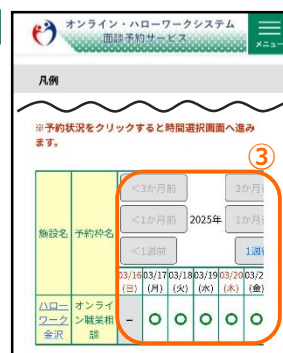 オンライン・ハローワークシステム
面談予約サービス
メニュー
凡例
※予約状況をクリックすると時間選択画面へ進み
ます。
③
施設名 予約枠名
<3か月前 3か月
<1か月前 2025年 1か月
<1週前 1週
03/16 03/17 03/18 03/19 03/20 03/2
(日) (月) (火) (水) (木) (金)
ハロー
ワーク
金沢
オンライ
ン職業相
談
- ○ ○ ○ ○ ○